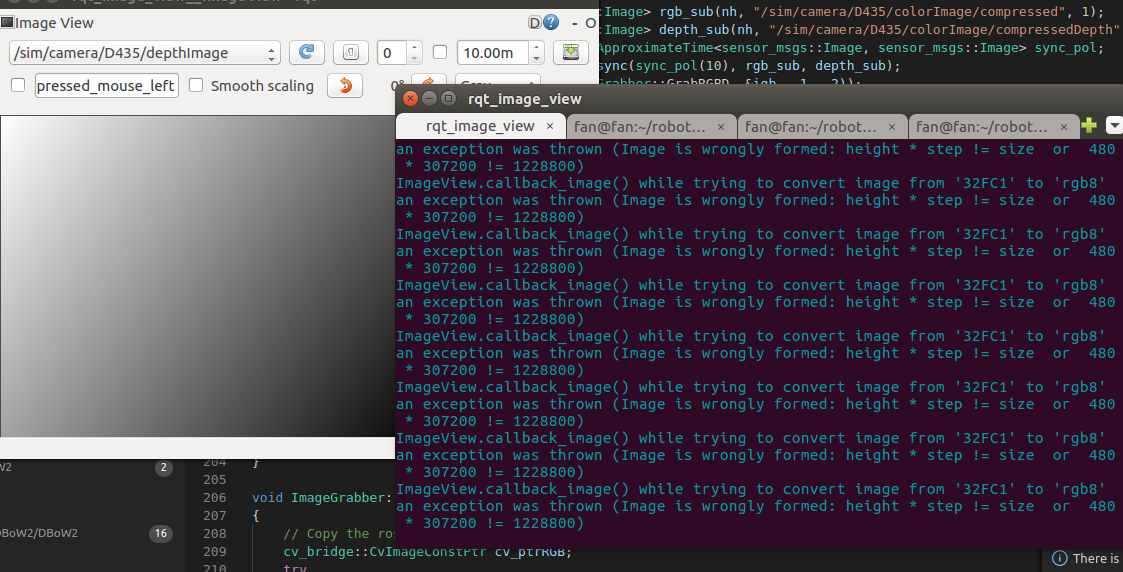 Image View
D
- O
/sim/camera/D435/depthImage
0
10.00m
pressed_mouse_left
Smooth scaling
0°
:Image> rgb_sub(nh, "/sim/camera/D435/colorImage/compressed", 1);
:Image> depth_sub(nh, "/sim/camera/D435/colorImage/compressedDepth"
ApproximateTime<sensor_msgs::Image, sensor_msgs::Image> sync_pol;
sync(sync_pol(10), rgb_sub, depth_sub);
rqt_image_view
rqt_image_view ×
fan@fan:~/robot... ×
fan@fan:~/robot... ×
fan@fan:~/robot... ×
an exception was thrown (Image is wrongly formed: height * step != size or 480
* 307200 != 1228800)
ImageView.callback_image() while trying to convert image from '32FC1' to 'rgb8'
an exception was thrown (Image is wrongly formed: height * step != size or 480
* 307200 != 1228800)
ImageView.callback_image() while trying to convert image from '32FC1' to 'rgb8'
an exception was thrown (Image is wrongly formed: height * step != size or 480
* 307200 != 1228800)
ImageView.callback_image() while trying to convert image from '32FC1' to 'rgb8'
an exception was thrown (Image is wrongly formed: height * step != size or 480
* 307200 != 1228800)
ImageView.callback_image() while trying to convert image from '32FC1' to 'rgb8'
an exception was thrown (Image is wrongly formed: height * step != size or 480
* 307200 != 1228800)
ImageView.callback_image() while trying to convert image from '32FC1' to 'rgb8'
an exception was thrown (Image is wrongly formed: height * step != size or 480
* 307200 != 1228800)
ImageView.callback_image() while trying to convert image from '32FC1' to 'rgb8'
an exception was thrown (Image is wrongly formed: height * step != size or 480
* 307200 != 1228800)
ImageView.callback_image() while trying to convert image from '32FC1' to 'rgb8'
an exception was thrown (Image is wrongly formed: height * step != size or 480
* 307200 != 1228800)
W2 2
BoW2/DBoW2 16
204 }
205
206 void ImageGrabber:
207 {
208 // Copy the ros
209 cv_bridge::CvImageConstPtr cv_ptrRGB;
210 try
There is